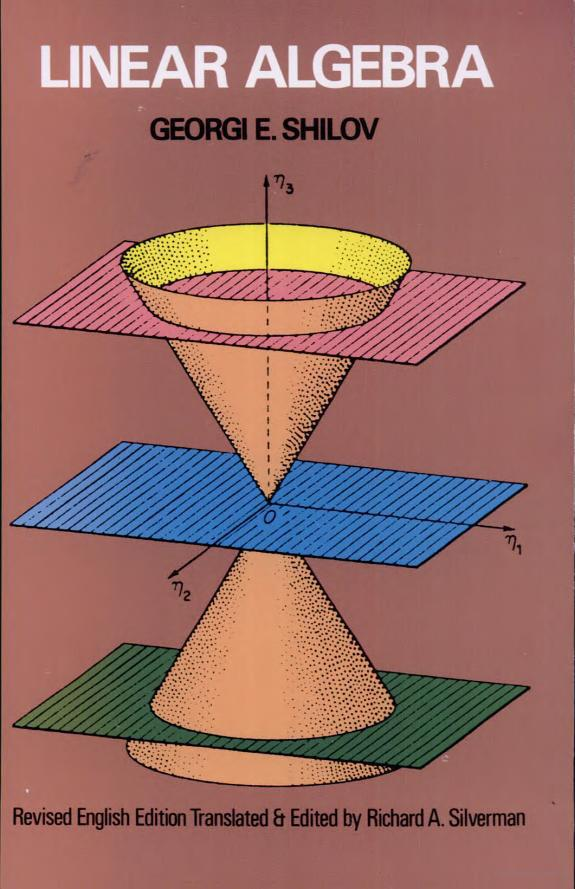 LINEAR ALGEBRA
GEORGI E. SHILOV
η3
O
η1
η2
Revised English Edition Translated & Edited by Richard A. Silverman